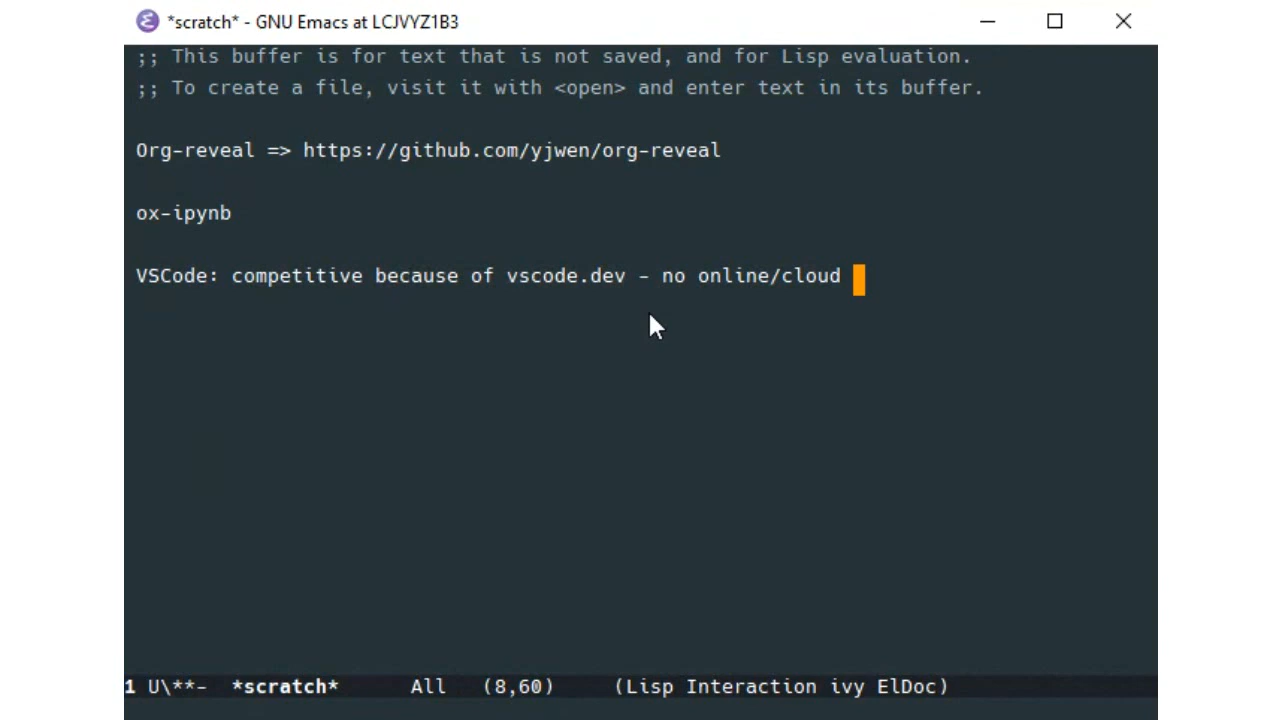 *scratch* - GNU Emacs at LCJVYZ1B3
;; This buffer is for text that is not saved, and for Lisp evaluation.
;; To create a file, visit it with <open> and enter text in its buffer.
Org-reveal => https://github.com/yjwen/org-reveal
ox-ipynb
VSCode: competitive because of vscode.dev - no online/cloud
1 U\**-  *scratch*      All   (8,60)     (Lisp Interaction ivy ElDoc)